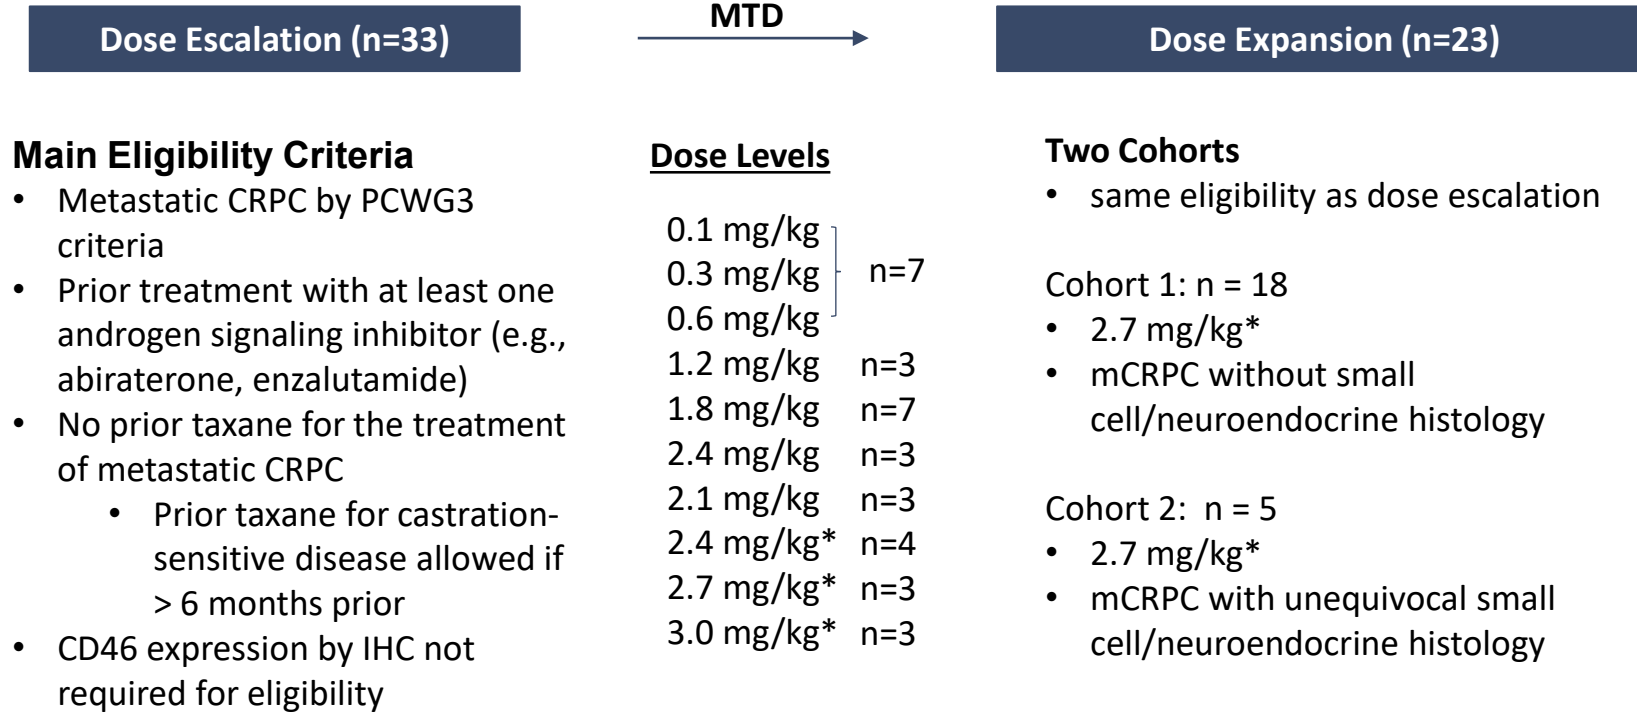 Dose Escalation (n=33)
MTD
Dose Expansion (n=23)
Main Eligibility Criteria
• Metastatic CRPC by PCWG3
criteria
• Prior treatment with at least one
androgen signaling inhibitor (e.g.,
abiraterone, enzalutamide)
• No prior taxane for the treatment
of metastatic CRPC
• Prior taxane for castration-
sensitive disease allowed if
> 6 months prior
• CD46 expression by IHC not
required for eligibility
Dose Levels
0.1 mg/kg
0.3 mg/kg n=7
0.6 mg/kg
1.2 mg/kg n=3
1.8 mg/kg n=7
2.4 mg/kg n=3
2.1 mg/kg n=3
2.4 mg/kg* n=4
2.7 mg/kg* n=3
3.0 mg/kg* n=3
Two Cohorts
• same eligibility as dose escalation
Cohort 1: n = 18
• 2.7 mg/kg*
• mCRPC without small
cell/neuroendocrine histology
Cohort 2: n = 5
• 2.7 mg/kg*
• mCRPC with unequivocal small
cell/neuroendocrine histology